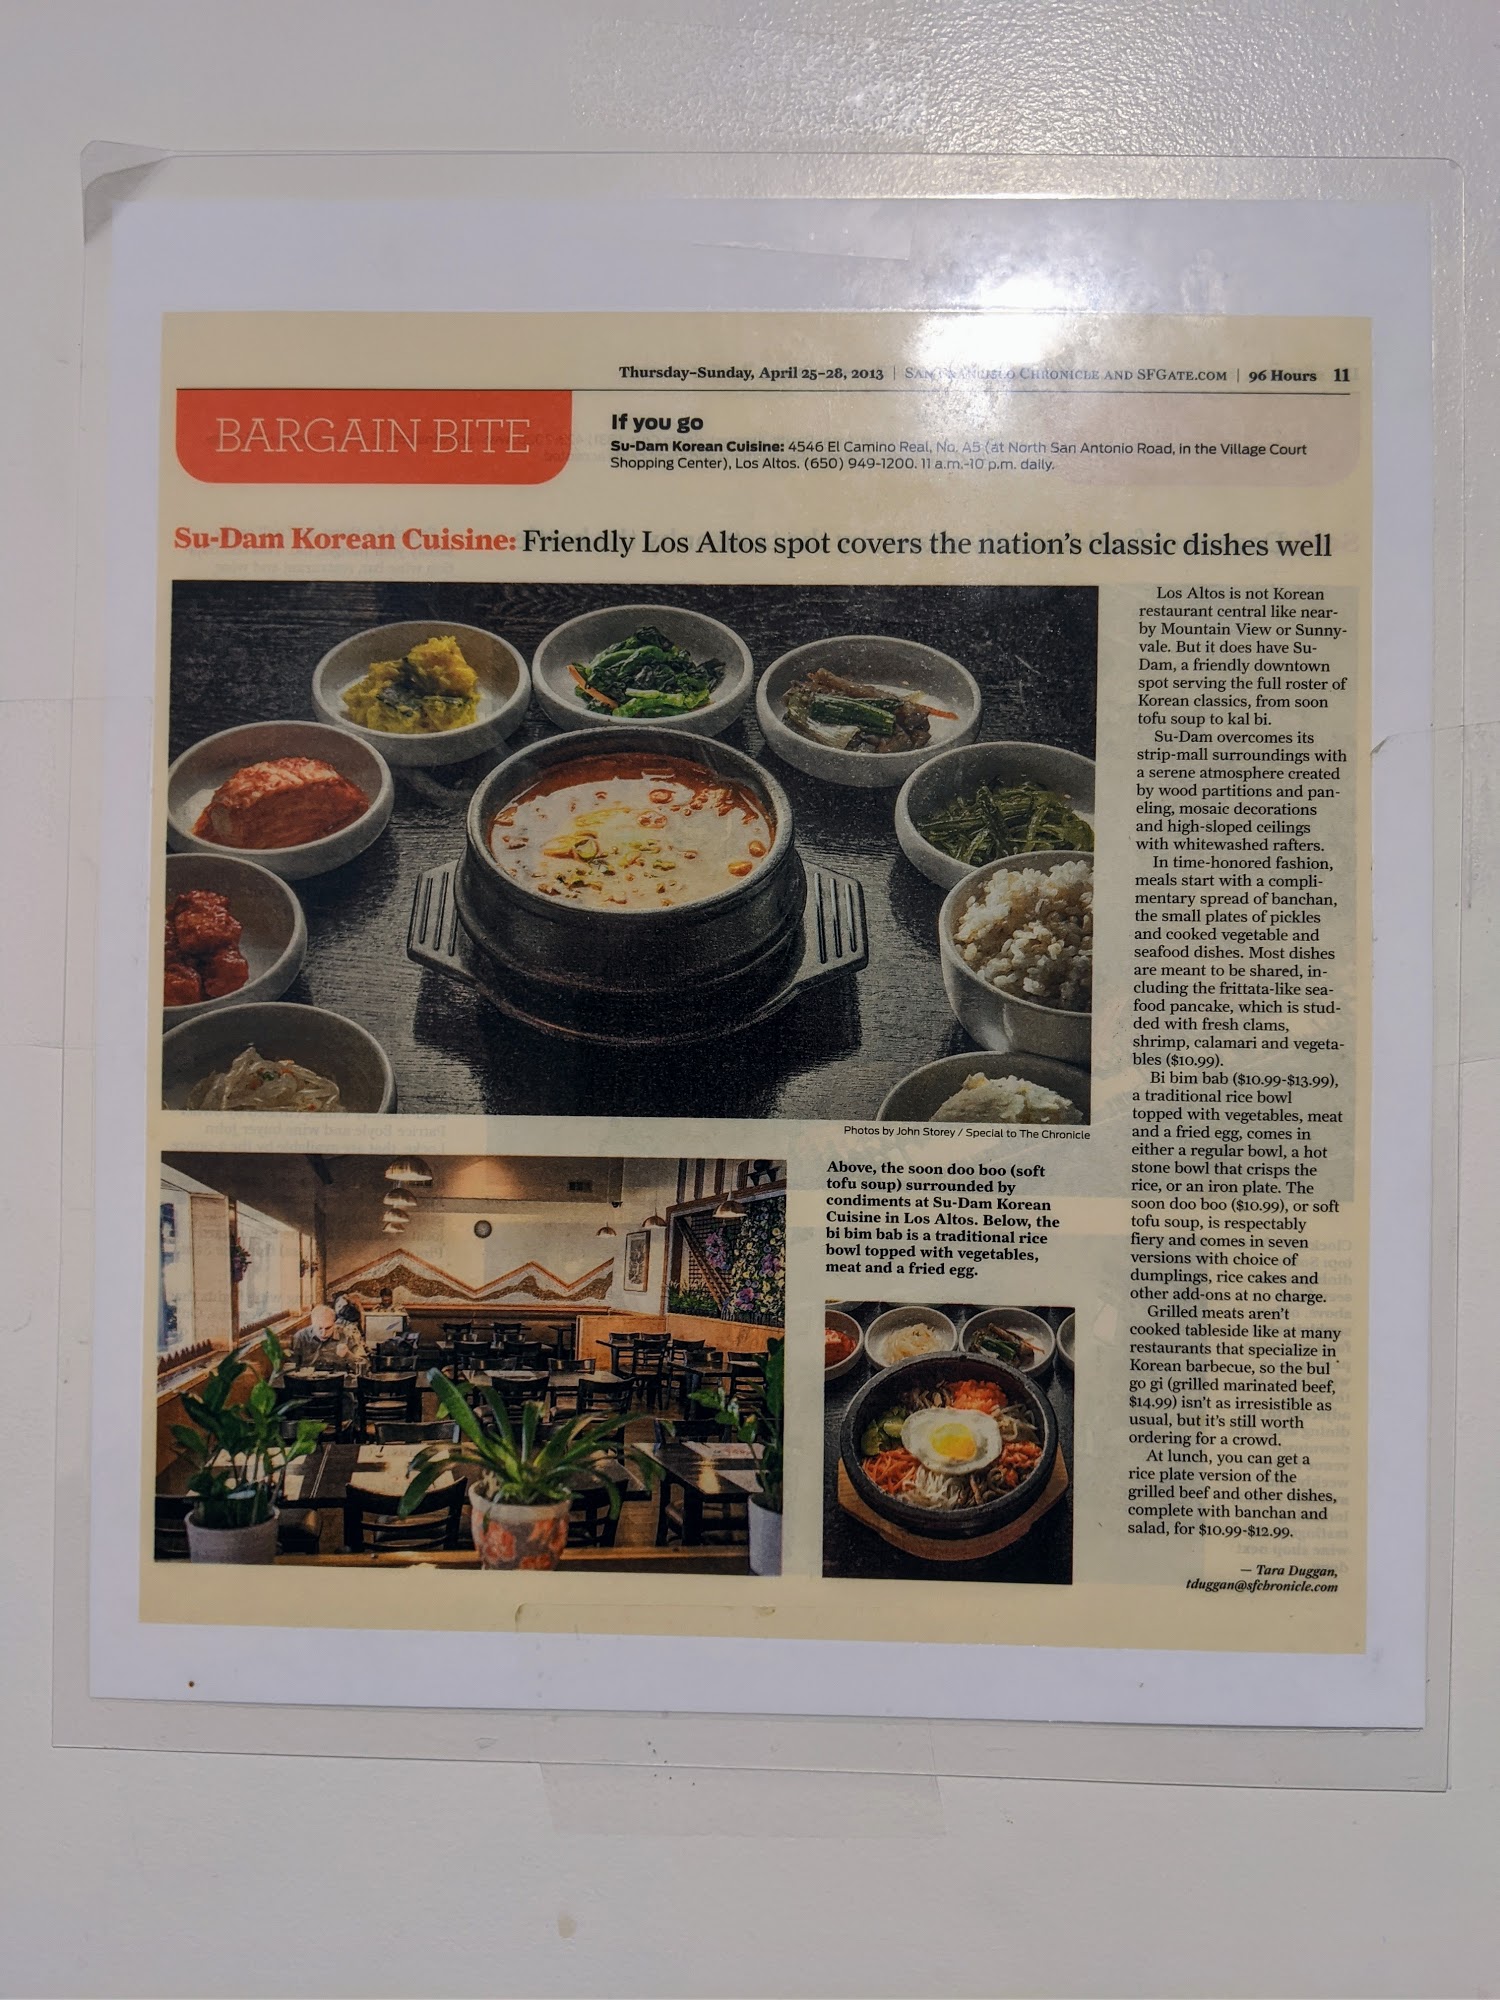 Thursday–Sunday, April 25–28, 2013 | San Francisco Chronicle and SFGate.com | 96 Hours 11
BARGAIN BITE
If you go
Su-Dam Korean Cuisine: 4546 El Camino Real, No. A5 (at North San Antonio Road, in the Village Court
Shopping Center), Los Altos. (650) 949-1200. 11 a.m.-10 p.m. daily.
Su-Dam Korean Cuisine: Friendly Los Altos spot covers the nation's classic dishes well
Photos by John Storey / Special to The Chronicle
Above, the soon doo boo (soft
tofu soup) surrounded by
condiments at Su-Dam Korean
Cuisine in Los Altos. Below, the
bi bim bab is a traditional rice
bowl topped with vegetables,
meat and a fried egg.
Los Altos is not Korean
restaurant central like near-
by Mountain View or Sunny-
vale. But it does have Su-
Dam, a friendly downtown
spot serving the full roster of
Korean classics, from soon
tofu soup to kal bi.
Su-Dam overcomes its
strip-mall surroundings with
a serene atmosphere created
by wood partitions and pan-
eling, mosaic decorations
and high-sloped ceilings
with whitewashed rafters.
In time-honored fashion,
meals start with a compli-
mentary spread of banchan,
the small plates of pickles
and cooked vegetable and
seafood dishes. Most dishes
are meant to be shared, in-
cluding the frittata-like sea-
food pancake, which is stud-
ded with fresh clams,
shrimp, calamari and vegeta-
bles ($10.99).
Bi bim bab ($10.99-$13.99),
a traditional rice bowl
topped with vegetables, meat
and a fried egg, comes in
either a regular bowl, a hot
stone bowl that crisps the
rice, or an iron plate. The
soon doo boo ($10.99), or soft
tofu soup, is respectably
fiery and comes in seven
versions with choice of
dumplings, rice cakes and
other add-ons at no charge.
Grilled meats aren't
cooked tableside like at many
restaurants that specialize in
Korean barbecue, so the bul
go gi (grilled marinated beef,
$14.99) isn't as irresistible as
usual, but it's still worth
ordering for a crowd.
At lunch, you can get a
rice plate version of the
grilled beef and other dishes,
complete with banchan and
salad, for $10.99-$12.99.
— Tara Duggan,
tduggan@sfchronicle.com